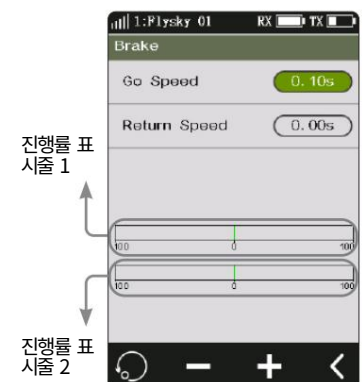 1:Flysky 01 RX TX
Brake
Go Speed 0.10s
Return Speed 0.00s
진행률 표
시줄 1
100 0 100
100 0 100
진행률 표
시줄 2